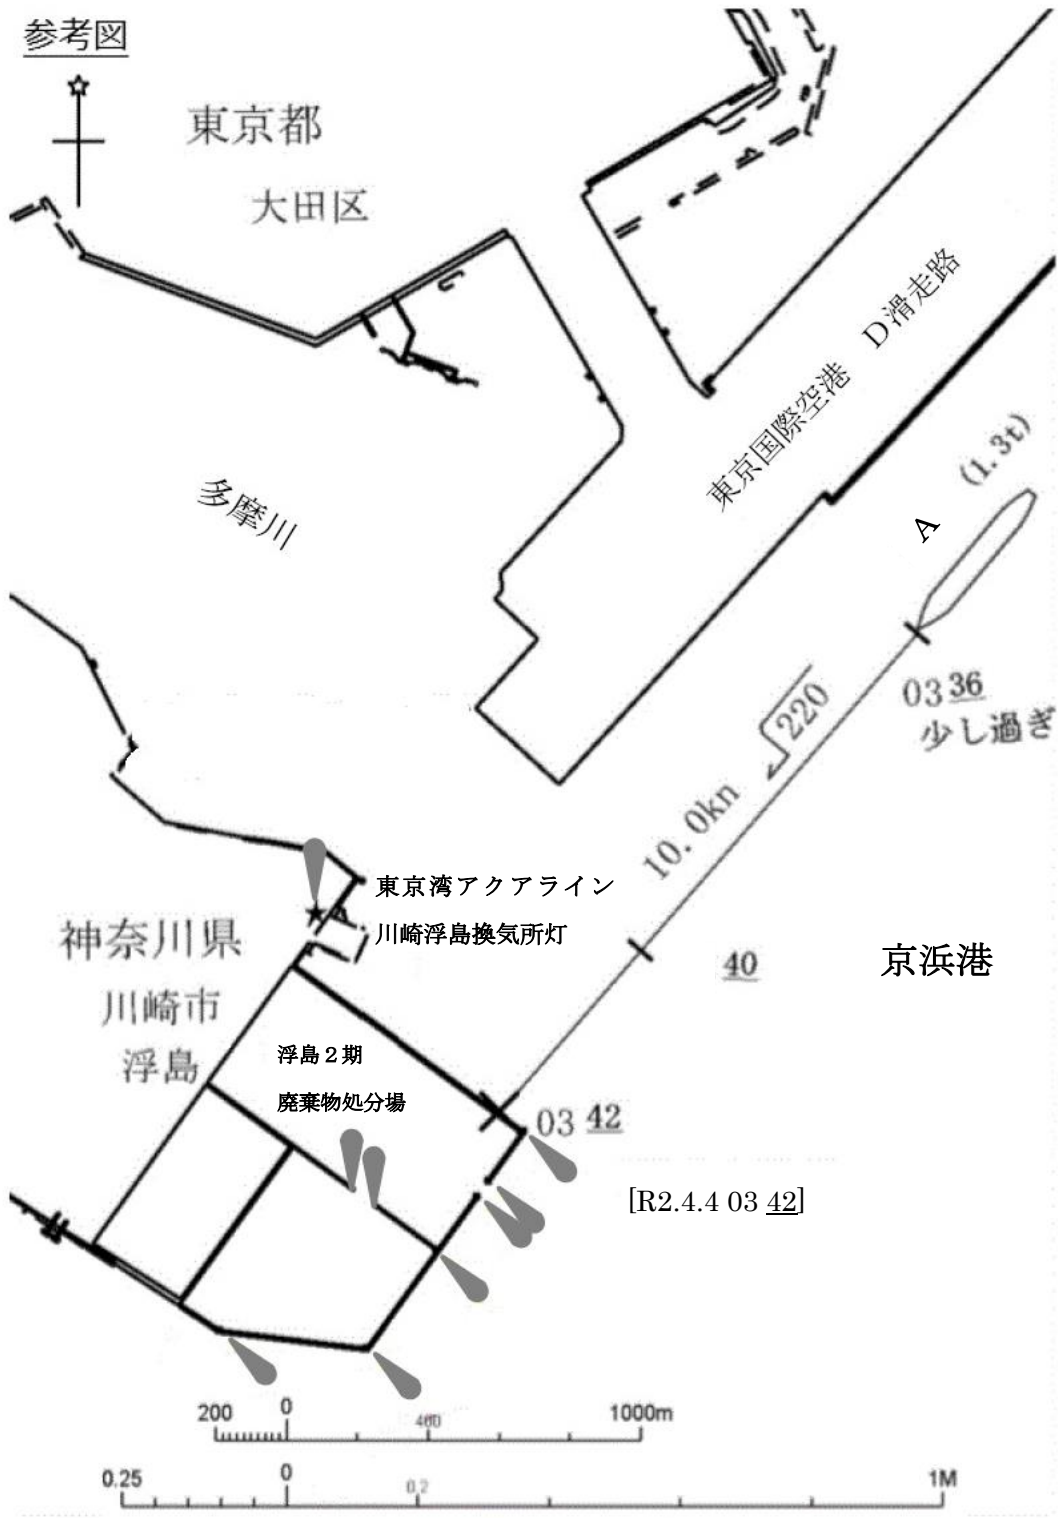 参考図
東京都
大田区
東京国際空港 D滑走路
(1.3t)
A
多摩川
03 36
少し過ぎ
220
10.0kn
東京湾アクアライン
川崎浮島換気所灯
神奈川県
川崎市
浮島
40
京浜港
浮島2期
廃棄物処分場
03 42
[R2.4.4 03 42]
200 0 400 1000m
0.25 0 0.2 1M